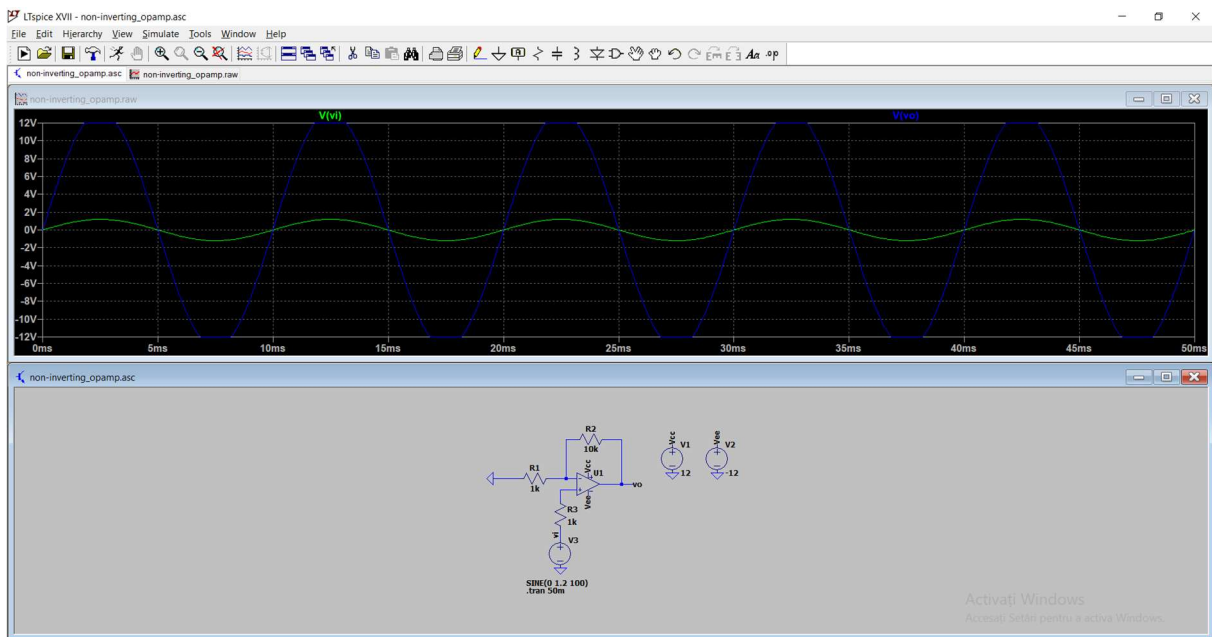 LTspice XVII - non-inverting_opamp.asc
File Edit Hierarchy View Simulate Tools Window Help
non-inverting_opamp.asc non-inverting_opamp.raw
non-inverting_opamp.raw
V(vi) V(vo)
12V
10V
8V
6V
4V
2V
0V
-2V
-4V
-6V
-8V
-10V
-12V
0ms 5ms 10ms 15ms 20ms 25ms 30ms 35ms 40ms 45ms 50ms
non-inverting_opamp.asc
R2
10k
Vcc V1
12
Vee V2
-12
R1
1k
Vcc U1
Vee
vo
R3
1k
vi
V3
SINE(0 1.2 100)
.tran 50m
Activați Windows
Accesați Setări pentru a activa Windows.